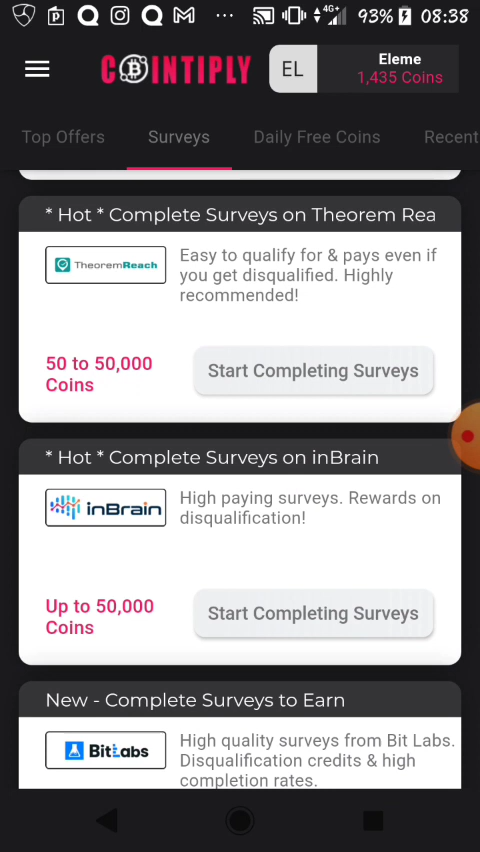 4G+ 93% 08:38
COINTIPLY EL Eleme
1,435 Coins
Top Offers Surveys Daily Free Coins Recent
* Hot * Complete Surveys on Theorem Rea
TheoremReach
Easy to qualify for & pays even if
you get disqualified. Highly
recommended!
50 to 50,000
Coins
Start Completing Surveys
* Hot * Complete Surveys on inBrain
inBrain
High paying surveys. Rewards on
disqualification!
Up to 50,000
Coins
Start Completing Surveys
New - Complete Surveys to Earn
BitLabs
High quality surveys from Bit Labs.
Disqualification credits & high
completion rates.